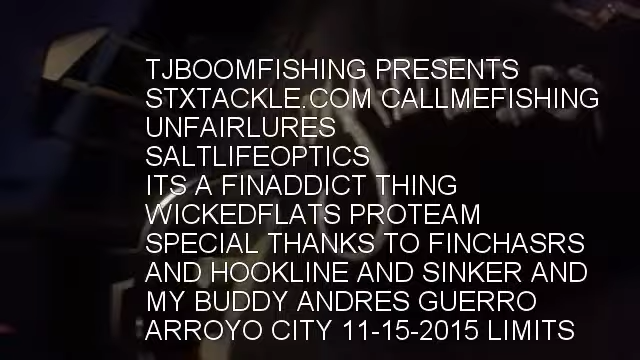 TJBOOMFISHING PRESENTS
STXTACKLE.COM CALLMEFISHING
UNFAIRLURES
SALTLIFEOPTICS
ITS A FINADDICT THING
WICKEDFLATS PROTEAM
SPECIAL THANKS TO FINCHASRS
AND HOOKLINE AND SINKER AND
MY BUDDY ANDRES GUERRO
ARROYO CITY 11-15-2015 LIMITS